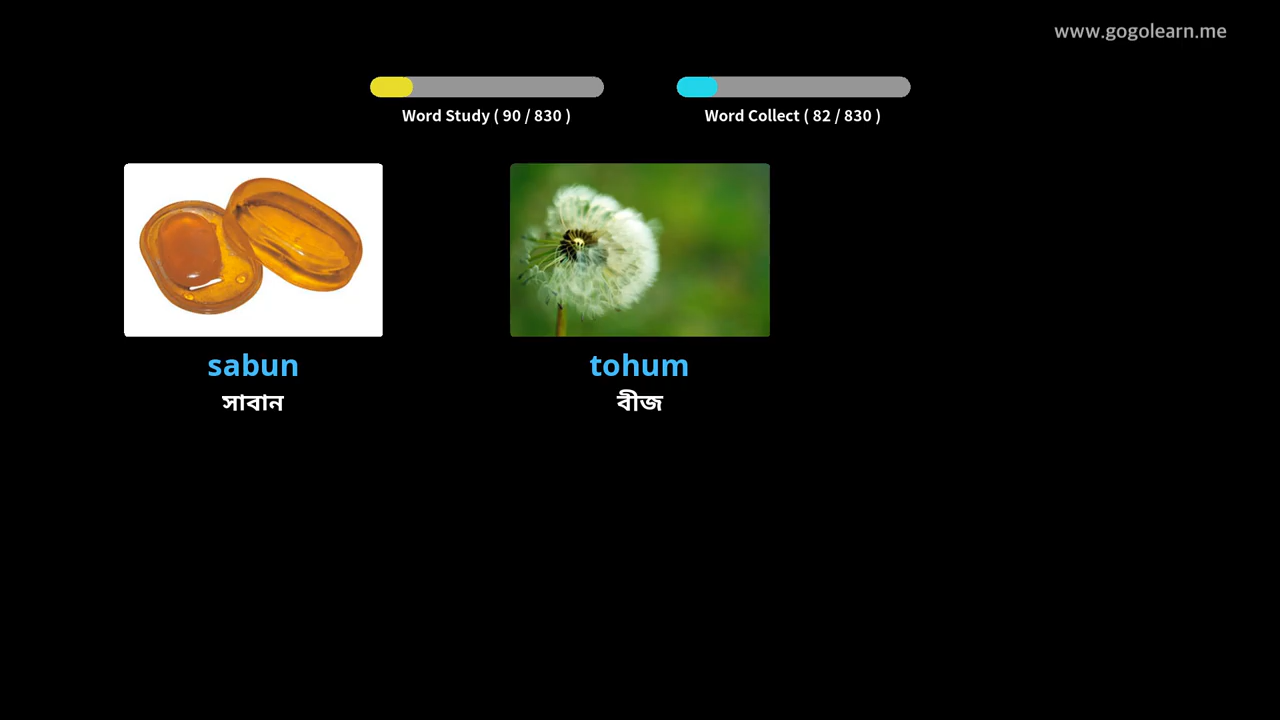 www.gogolearn.me
Word Study ( 90 / 830 )
Word Collect ( 82 / 830 )
sabun
সাবান
tohum
বীজ